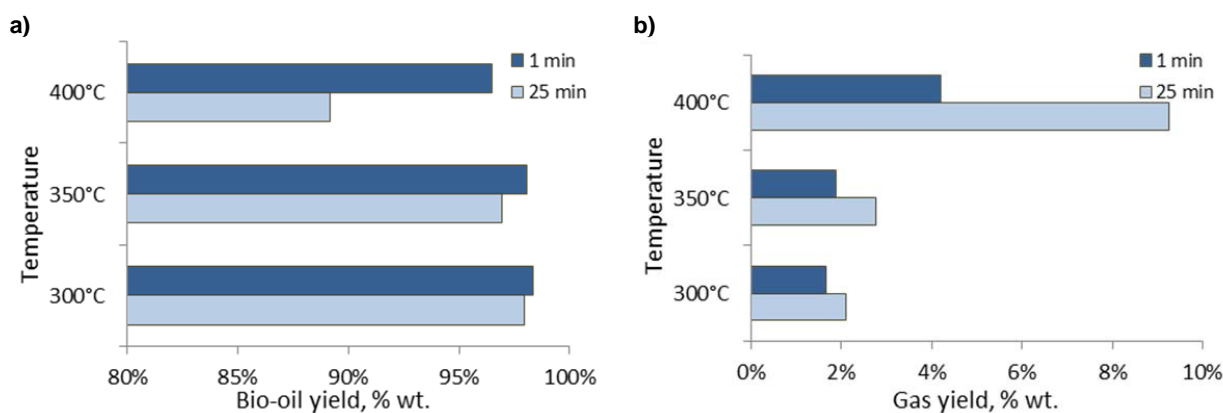 a)
1 min
25 min
400°C
350°C
300°C
Temperature
80%
85%
90%
95%
100%
Bio-oil yield, % wt.
b)
1 min
25 min
400°C
350°C
300°C
Temperature
0%
2%
4%
6%
8%
10%
Gas yield, % wt.